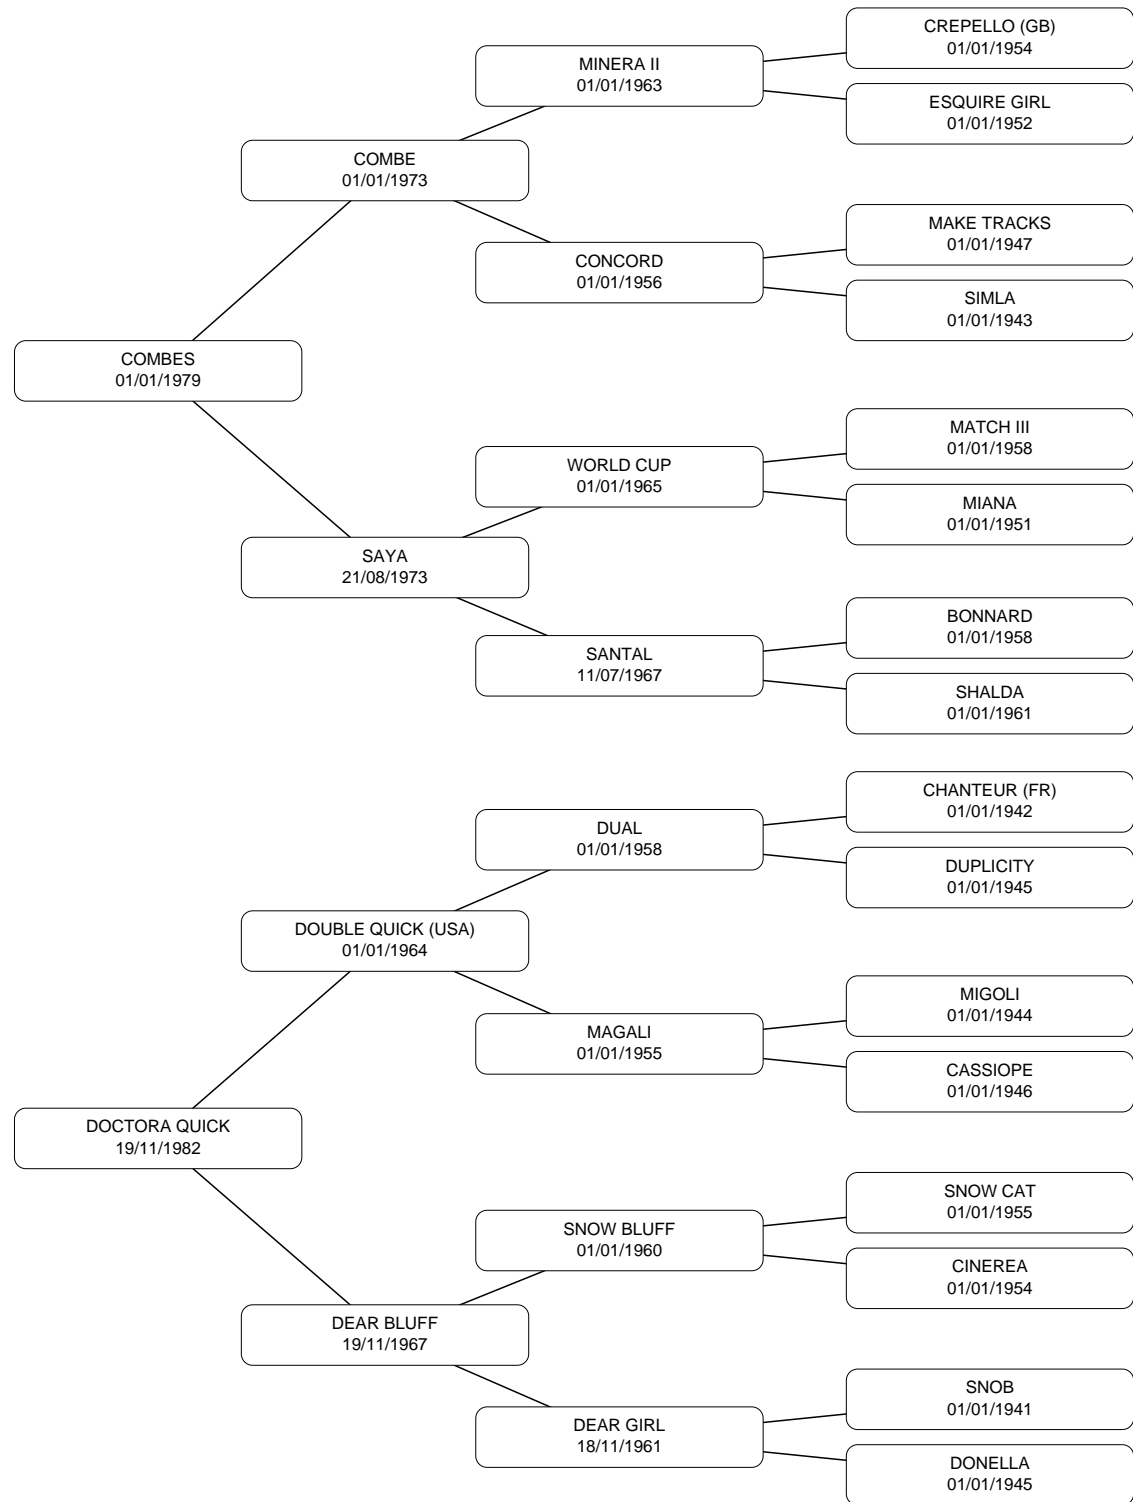 CREPELLO (GB)
01/01/1954
MINERA II
01/01/1963
ESQUIRE GIRL
01/01/1952
COMBE
01/01/1973
MAKE TRACKS
01/01/1947
CONCORD
01/01/1956
SIMLA
01/01/1943
COMBES
01/01/1979
MATCH III
01/01/1958
WORLD CUP
01/01/1965
MIANA
01/01/1951
SAYA
21/08/1973
BONNARD
01/01/1958
SANTAL
11/07/1967
SHALDA
01/01/1961
CHANTEUR (FR)
01/01/1942
DUAL
01/01/1958
DUPLICITY
01/01/1945
DOUBLE QUICK (USA)
01/01/1964
MIGOLI
01/01/1944
MAGALI
01/01/1955
CASSIOPE
01/01/1946
DOCTORA QUICK
19/11/1982
SNOW CAT
01/01/1955
SNOW BLUFF
01/01/1960
CINEREA
01/01/1954
DEAR BLUFF
19/11/1967
SNOB
01/01/1941
DEAR GIRL
18/11/1961
DONELLA
01/01/1945